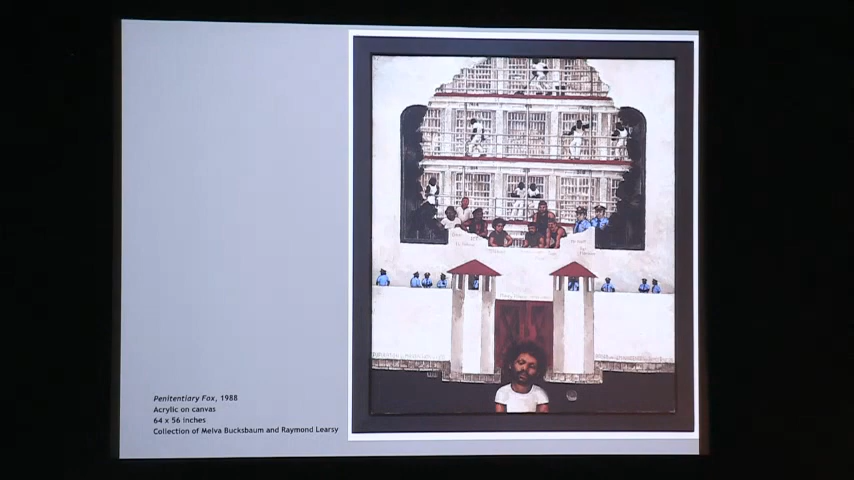 Penitentiary Fox, 1988
Acrylic on canvas
64 x 56 inches
Collection of Melva Bucksbaum and Raymond Learsy